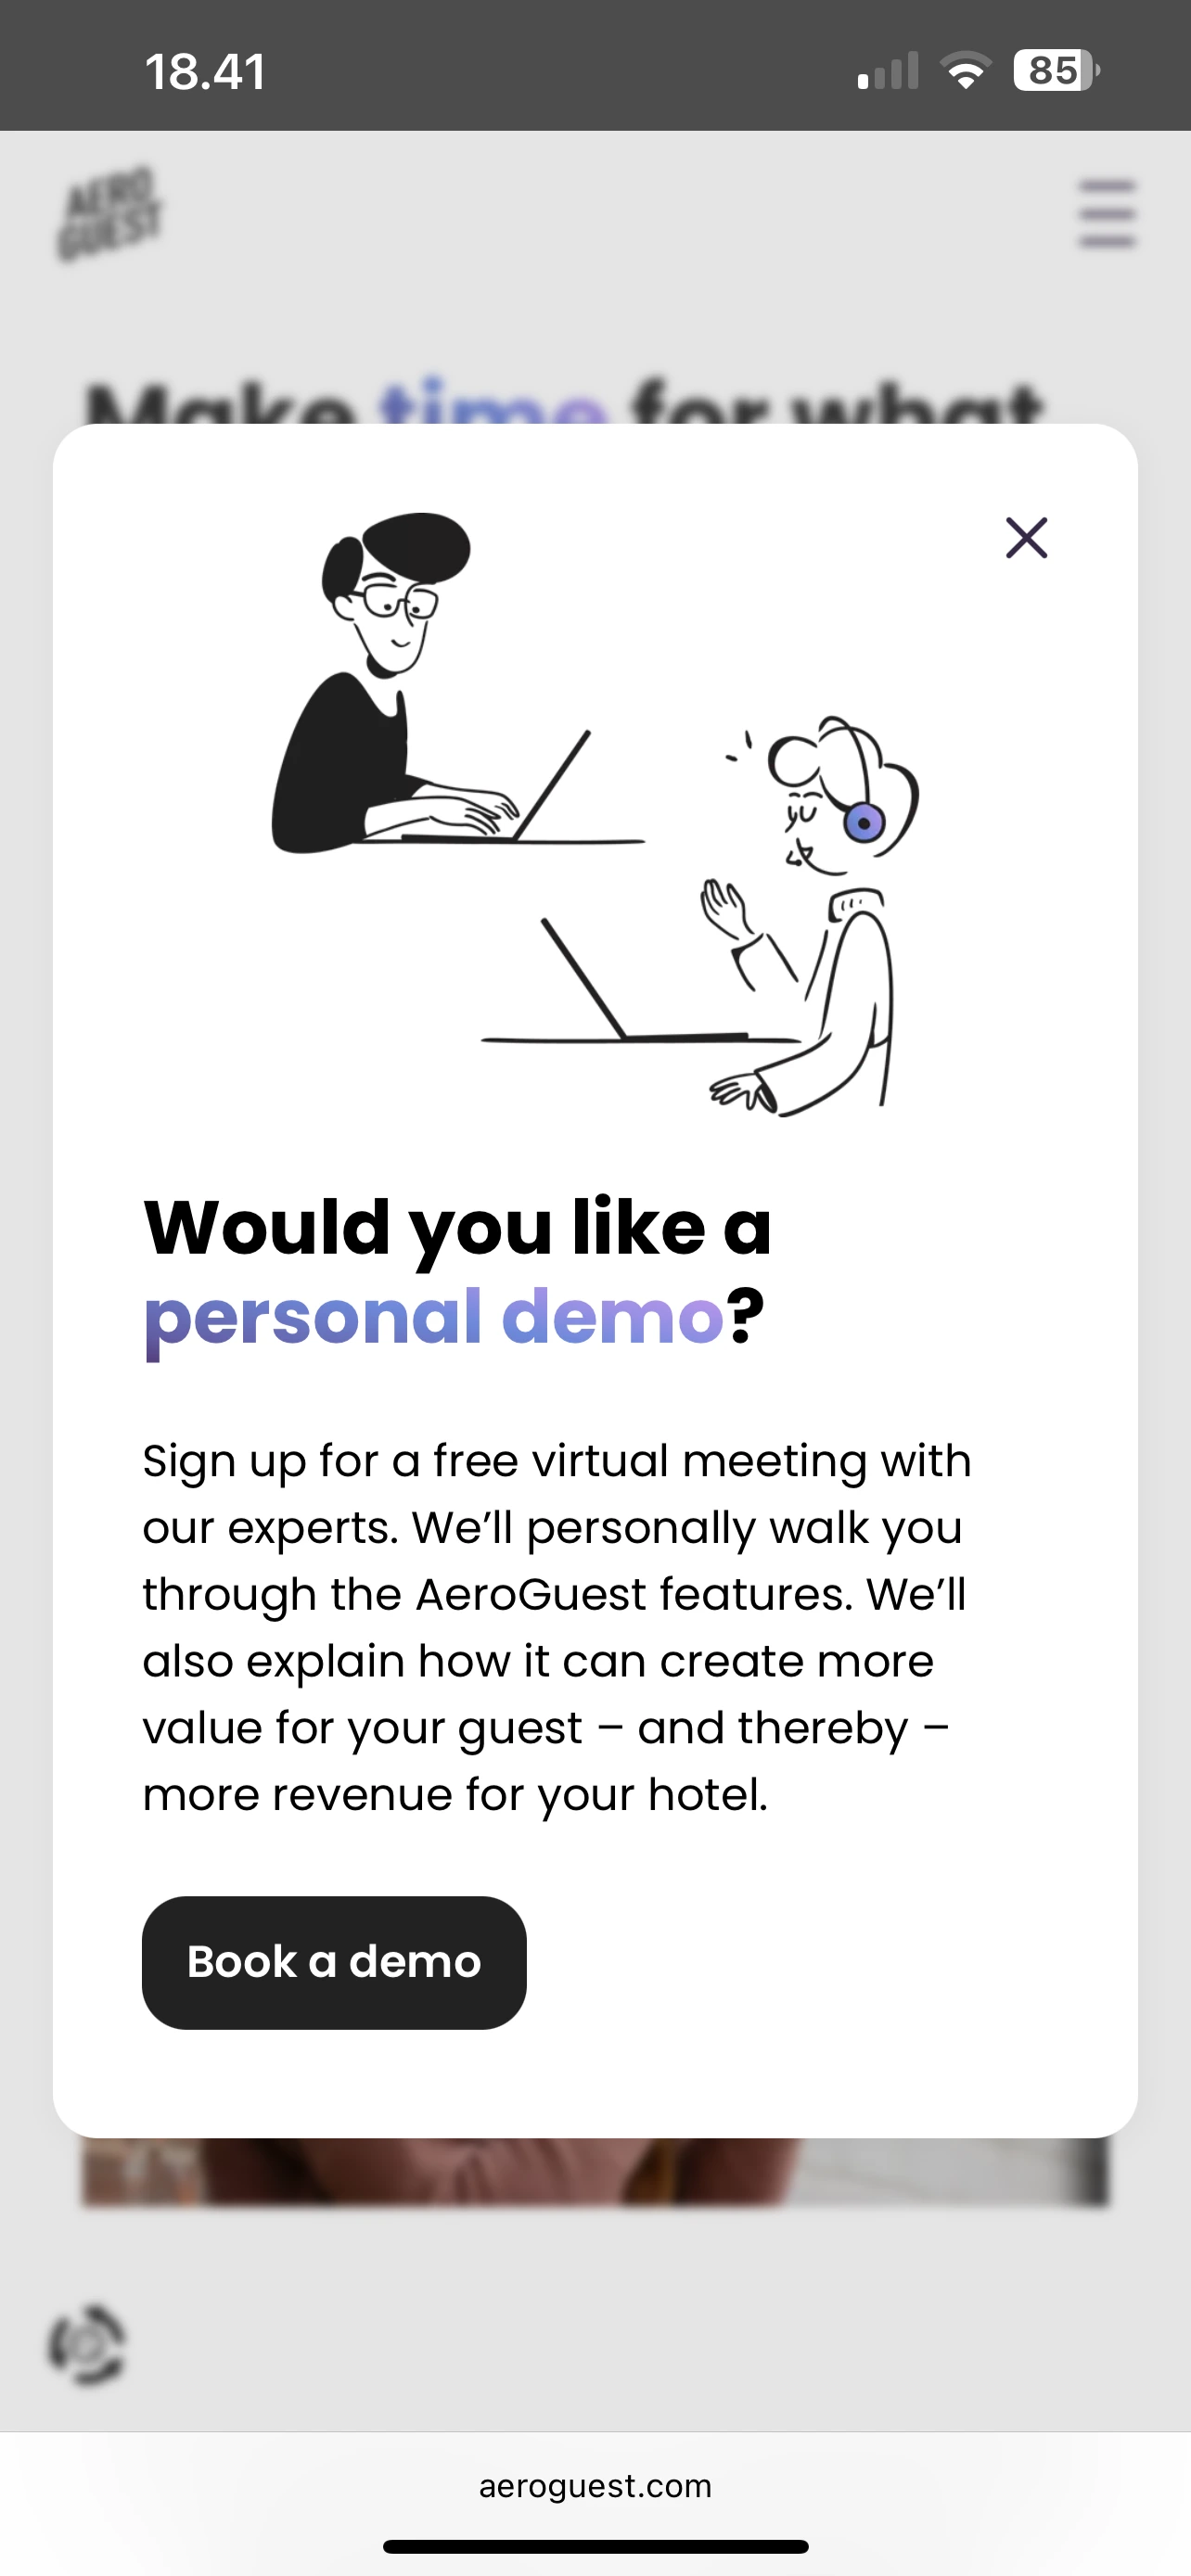 18.41
85
AERO
GUEST
Make time for what
Would you like a
personal demo?
Sign up for a free virtual meeting with
our experts. We’ll personally walk you
through the AeroGuest features. We’ll
also explain how it can create more
value for your guest – and thereby –
more revenue for your hotel.
Book a demo
aeroguest.com